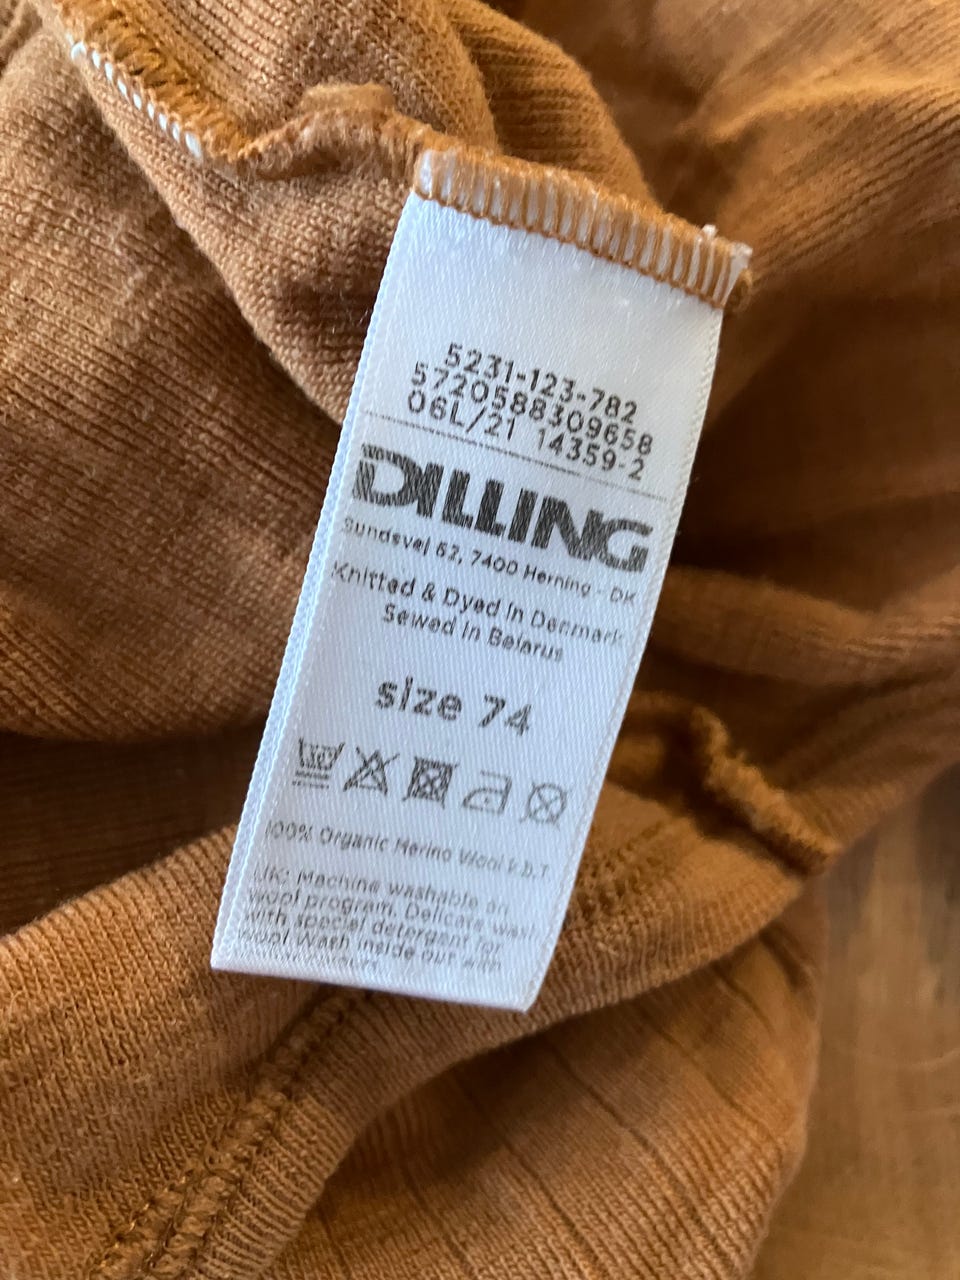 5231-123-782
5720588309658
06L/21 14359-2
DILLING
Sundsvej 62, 7400 Herning - DK
Knitted & Dyed in Denmark
Sewed in Belarus
size 74
100% Organic Merino Wool k.b.T
UK: Machine washable on
wool program. Delicate wash
with special detergent for
wool. Wash inside out with